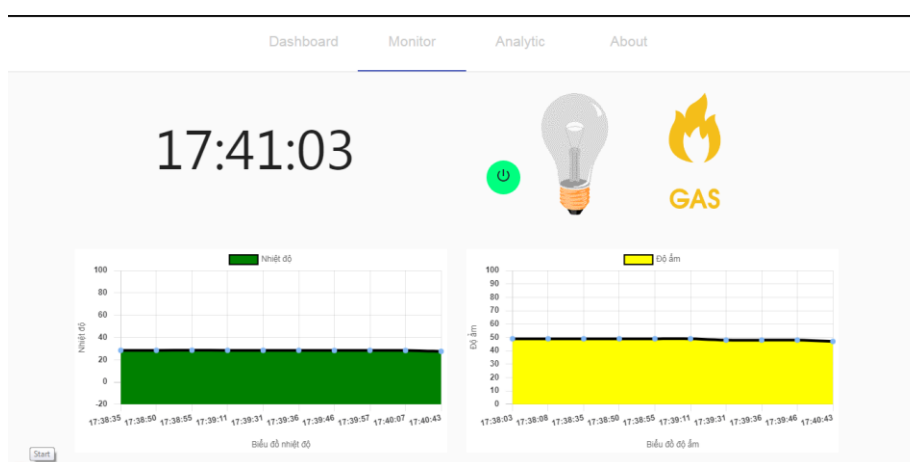 Dashboard Monitor Analytic About
17:41:03
GAS
Nhiệt độ
100
80
60
40
20
0
-20
Nhiệt độ
17:38:35 17:38:50 17:38:55 17:39:11 17:39:31 17:39:36 17:39:46 17:39:57 17:40:07 17:40:43
Biểu đồ nhiệt độ
Độ ẩm
100
90
80
70
60
50
40
30
20
10
0
Độ ẩm
17:38:03 17:38:08 17:38:35 17:38:50 17:38:55 17:39:11 17:39:31 17:39:36 17:39:46 17:40:43
Biểu đồ độ ẩm
Start